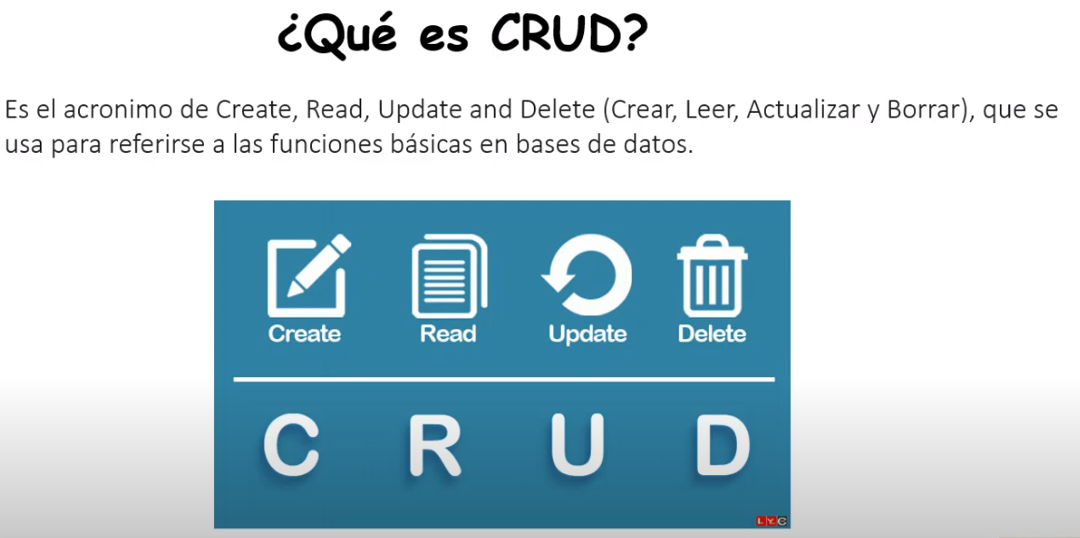 ¿Qué es CRUD?
Es el acronimo de Create, Read, Update and Delete (Crear, Leer, Actualizar y Borrar), que se
usa para referirse a las funciones básicas en bases de datos.
Create Read Update Delete
C R U D
LYC